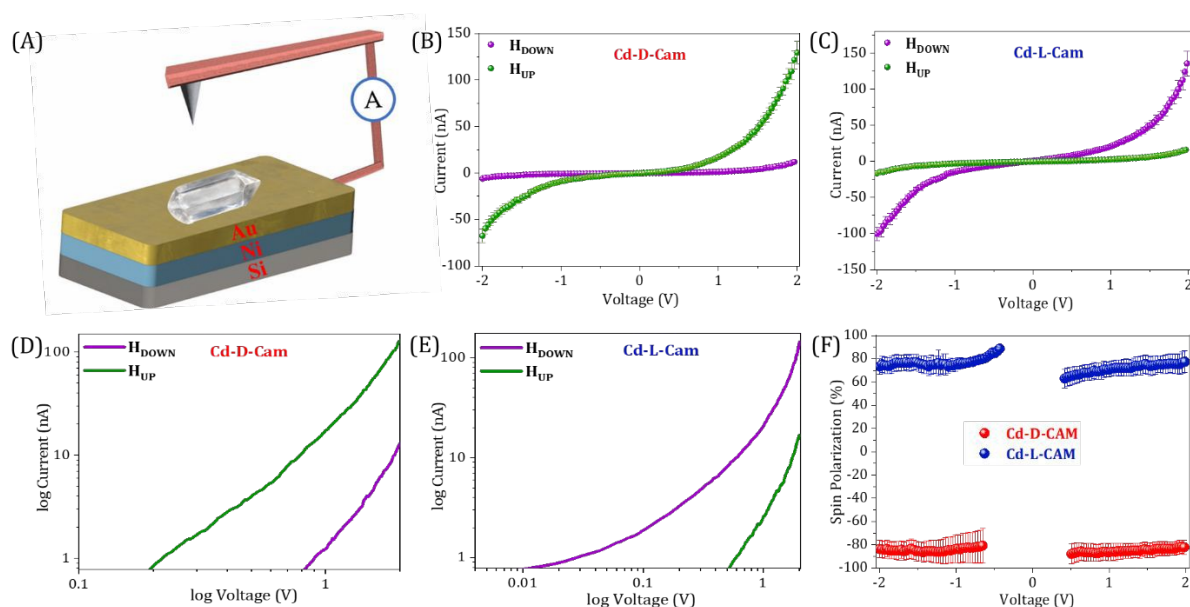 (A)
A
Au
Ni
Si
(B)
Cd-D-Cam
H_DOWN
H_UP
150
125
100
75
50
25
0
-25
-50
-75
-100
-2
-1
0
1
2
Current (nA)
Voltage (V)
(C)
Cd-L-Cam
H_DOWN
H_UP
150
100
50
0
-50
-100
-150
-2
-1
0
1
2
Current (nA)
Voltage (V)
(D)
Cd-D-Cam
H_DOWN
H_UP
100
10
1
0.1
1
log Current (nA)
log Voltage (V)
(E)
Cd-L-Cam
H_DOWN
H_UP
100
10
1
0.01
0.1
1
log Current (nA)
log Voltage (V)
(F)
100
80
60
40
20
0
-20
-40
-60
-80
-100
-2
-1
0
1
2
Cd-D-CAM
Cd-L-CAM
Spin Polarization (%)
Voltage (V)